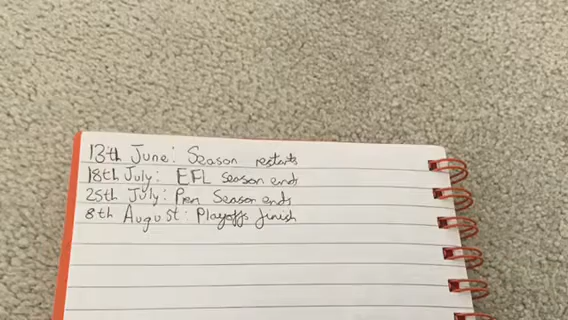 13th June: Season restarts
18th July: EFL season ends
25th July: Prem Season ends
8th August: Playoffs finish